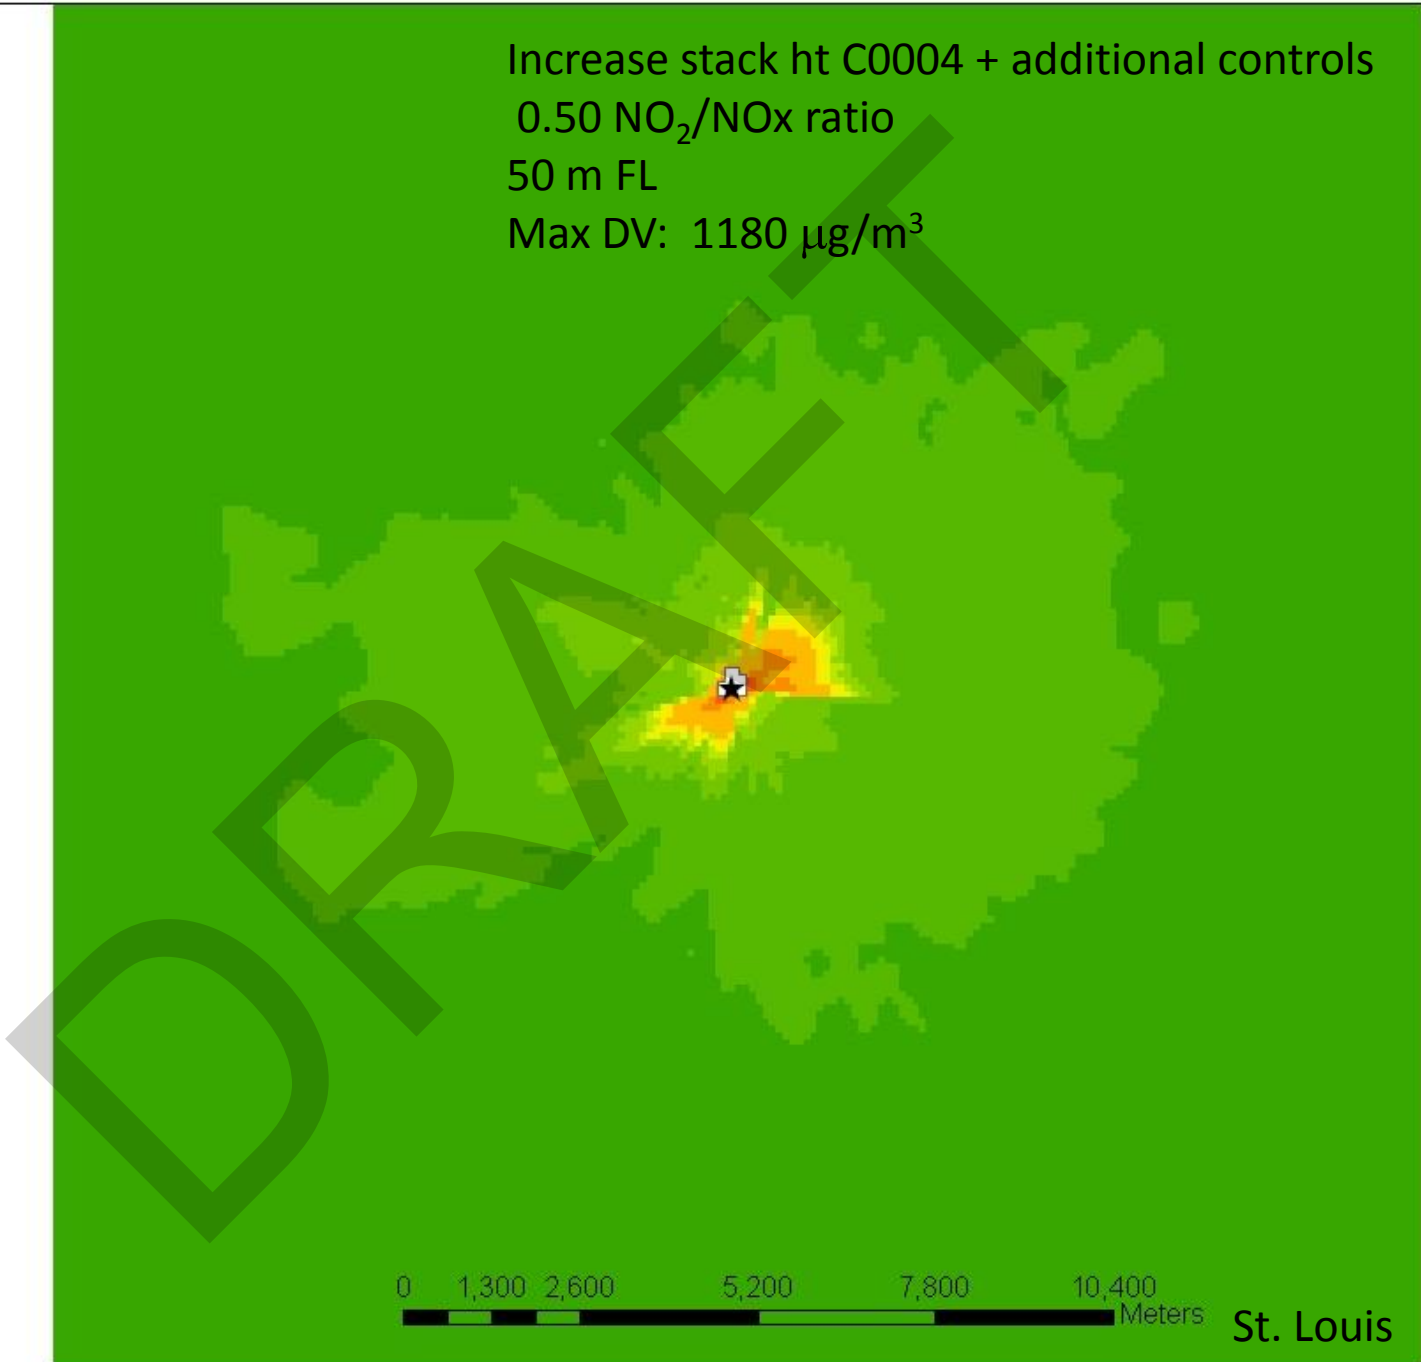 Increase stack ht C0004 + additional controls
0.50 NO₂/NOx ratio
50 m FL
Max DV: 1180 μg/m³
DRAFT
0 1,300 2,600 5,200 7,800 10,400
Meters
St. Louis